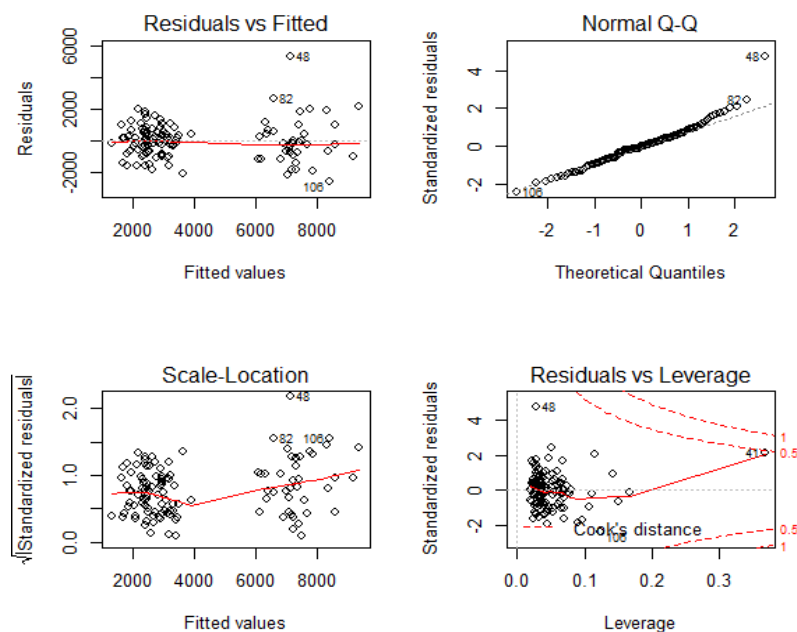 Residuals vs Fitted
Residuals
6000
2000
0
-2000
48
82
106
2000 4000 6000 8000
Fitted values
Normal Q-Q
Standardized residuals
4
2
0
-2
48
82
106
-2 -1 0 1 2
Theoretical Quantiles
Scale-Location
√|Standardized residuals|
2.0
1.0
0.0
48
82 106
2000 4000 6000 8000
Fitted values
Residuals vs Leverage
Standardized residuals
4
2
0
-2
48
41
1
0.5
Cook's distance
106
0.5
1
0.0 0.1 0.2 0.3
Leverage